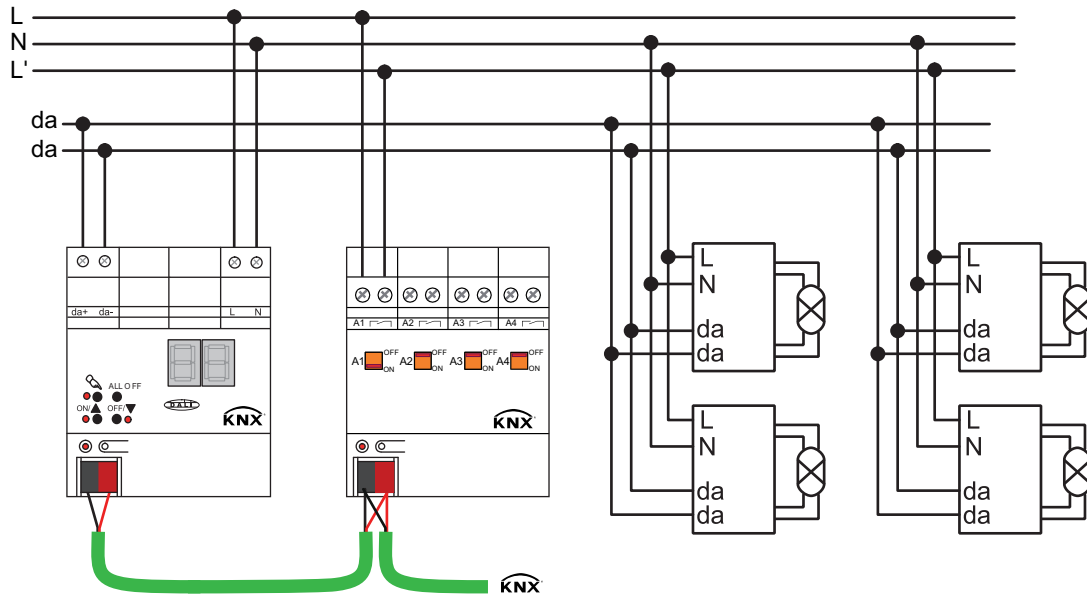 L
N
L'
da
da
da+ da- L N
ALL OFF
ON/▲ OFF/▼
DALI
KNX
A1 A2 A3 A4
A1 OFF ON A2 OFF ON A3 OFF ON A4 OFF ON
KNX
KNX
L
N
da
da
L
N
da
da
L
N
da
da
L
N
da
da